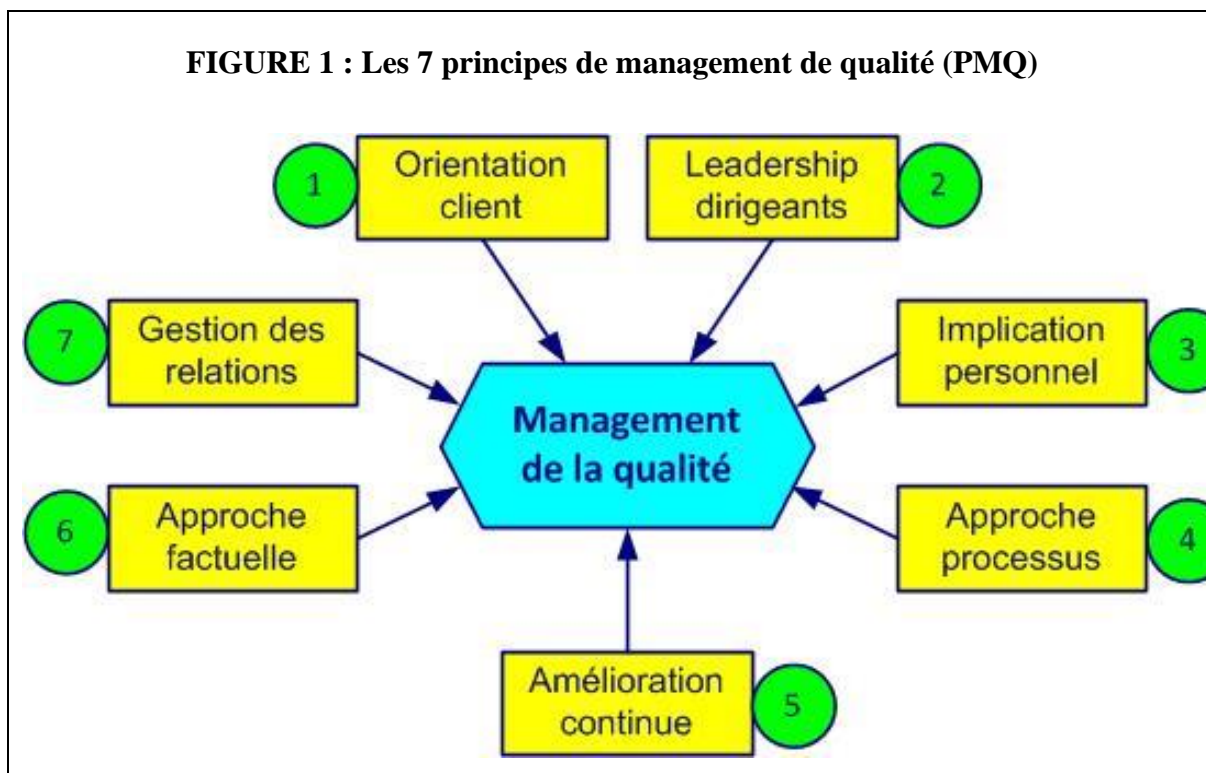 FIGURE 1 : Les 7 principes de management de qualité (PMQ)
1
Orientation
client
Leadership
dirigeants
2
7
Gestion des
relations
Implication
personnel
3
Management
de la qualité
6
Approche
factuelle
Approche
processus
4
Amélioration
continue
5